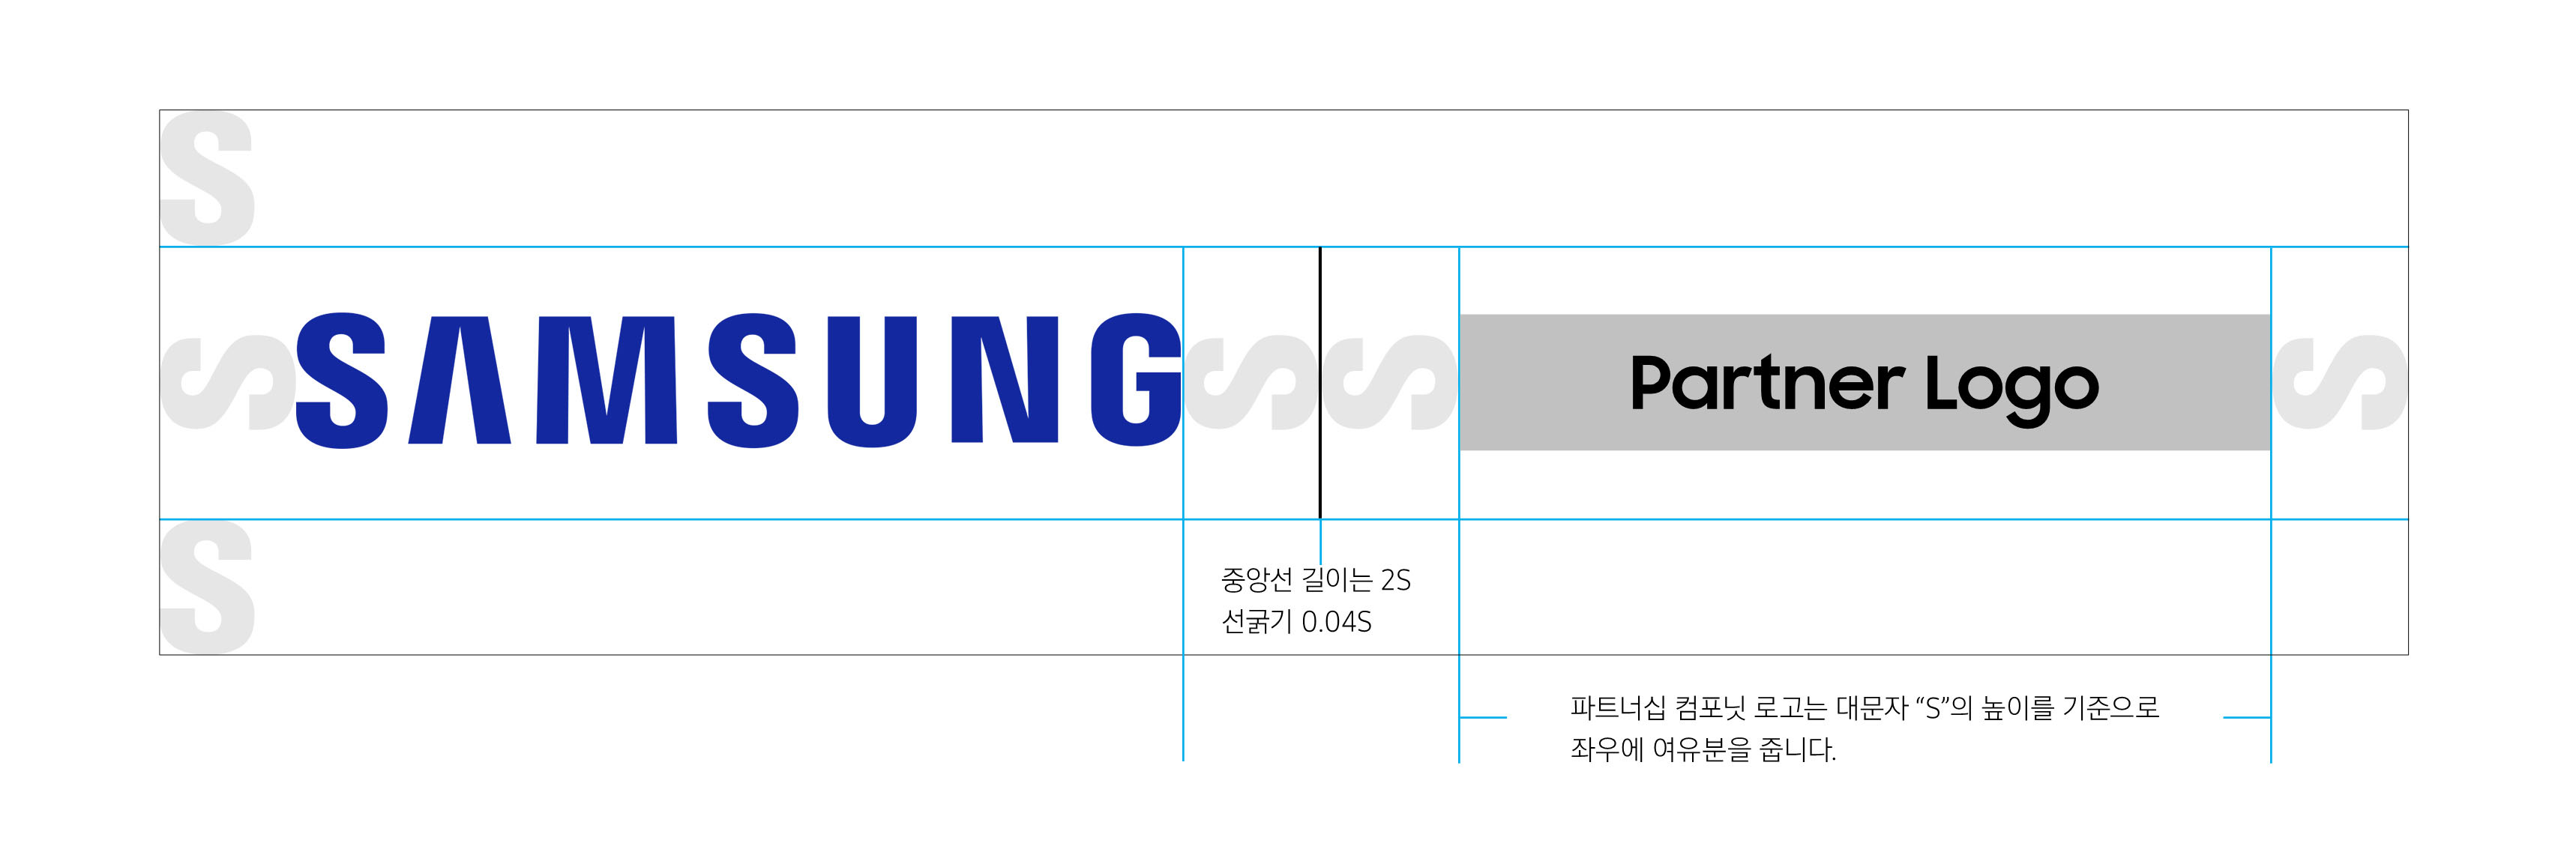 S
S SAMSUNG S S Partner Logo S
S
중앙선 길이는 2S
선굵기 0.04S
파트너십 컴포넛 로고는 대문자 “S”의 높이를 기준으로
좌우에 여유분을 줍니다.